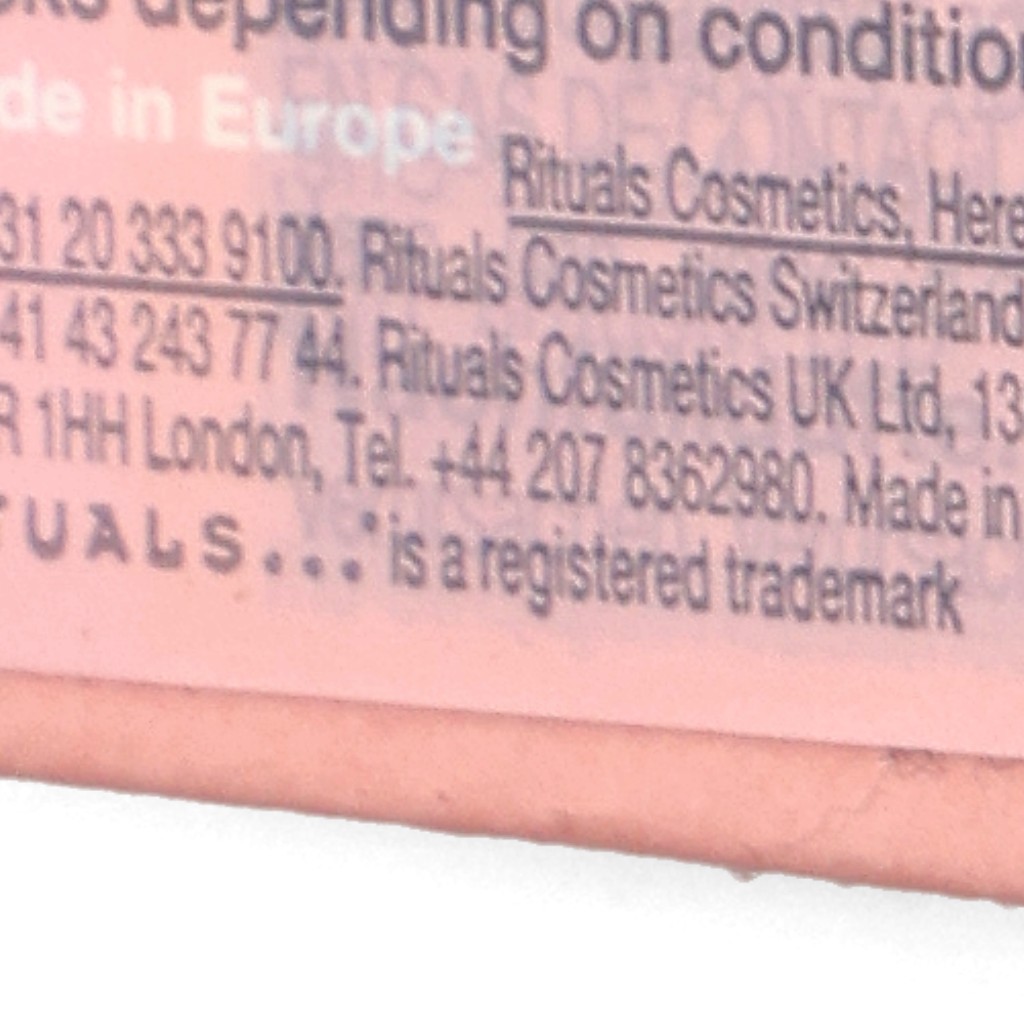 depending on condition
de in Europe
Rituals Cosmetics, Here
31 20 333 9100. Rituals Cosmetics Switzerland
41 43 243 77 44. Rituals Cosmetics UK Ltd, 13
R 1HH London, Tel. +44 207 8362980. Made in
TUALS...® is a registered trademark